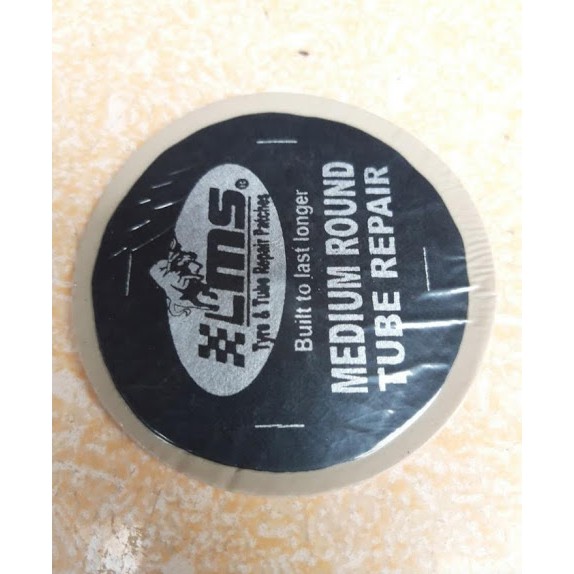 Lms®
Tyre & Tube Repair Patches
Built to last longer
MEDIUM ROUND
TUBE REPAIR